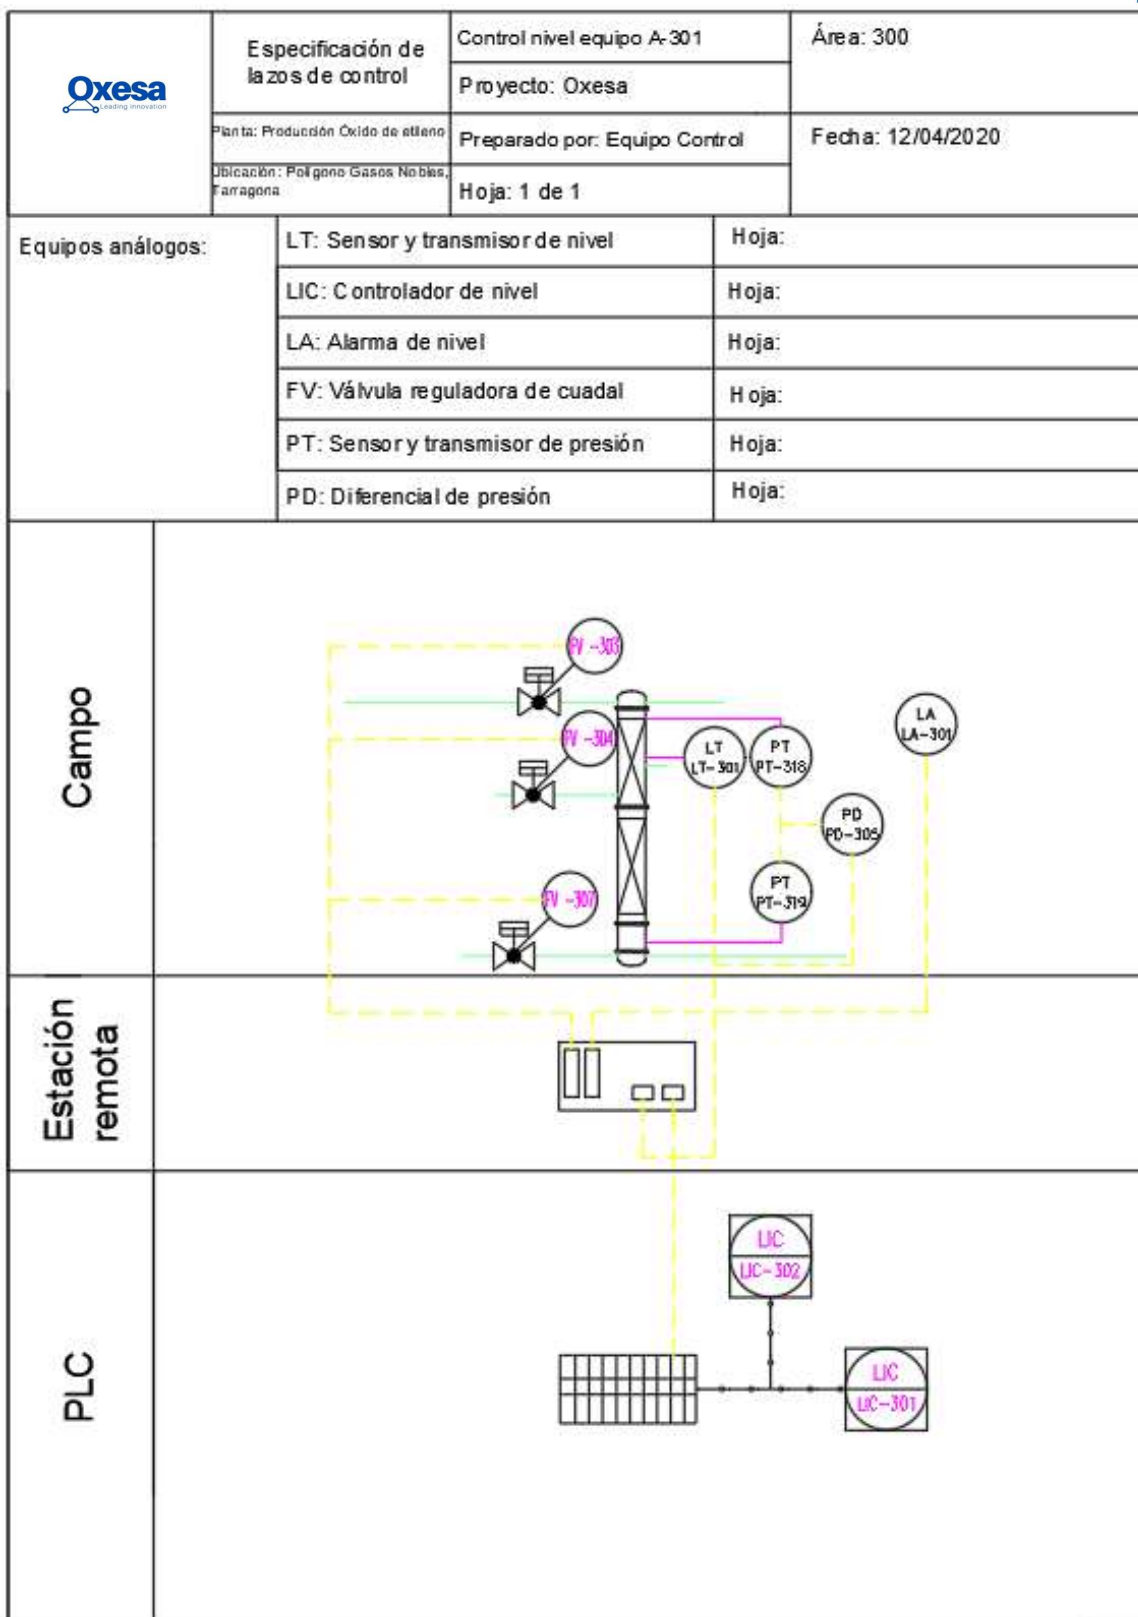 Oxesa
Leading innovation
Especificación de
lazos de control
Control nivel equipo A-301
Área: 300
Proyecto: Oxesa
Planta: Producción Óxido de etileno
Preparado por: Equipo Control
Fecha: 12/04/2020
Ubicación: Polígono Gasos Nobles,
Tarragona
Hoja: 1 de 1
Equipos análogos:
LT: Sensor y transmisor de nivel
Hoja:
LIC: Controlador de nivel
Hoja:
LA: Alarma de nivel
Hoja:
FV: Válvula reguladora de cuadal
Hoja:
PT: Sensor y transmisor de presión
Hoja:
PD: Diferencial de presión
Hoja:
Campo
FV -303
FV -304
LT
LT-301
PT
PT-318
LA
LA-301
PD
PD-305
PT
PT-319
FV -307
Estación
remota
PLC
LIC
LIC-302
LIC
LIC-301